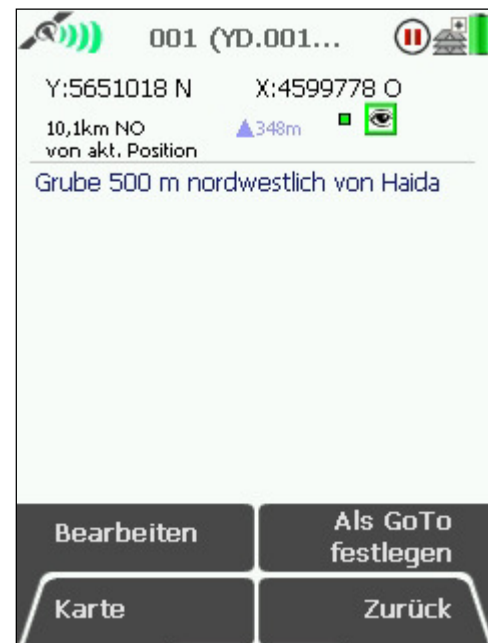 001 (YD.001...
Y:5651018 N X:4599778 O
10,1km NO
von akt. Position
348m
Grube 500 m nordwestlich von Haida
Bearbeiten
Als GoTo
festlegen
Karte
Zurück